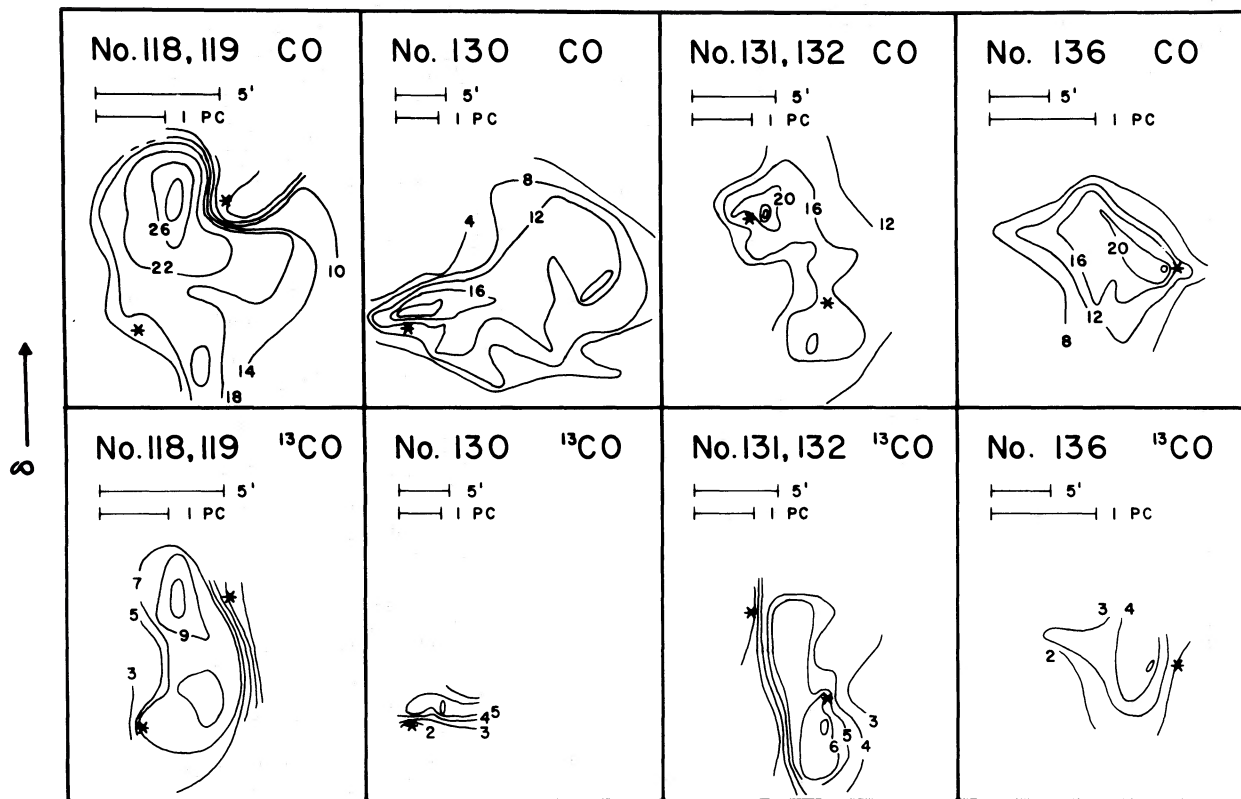 No. 118, 119 CO
5'
1 PC
26
22
10
14
18
No. 130 CO
5'
1 PC
8
4
12
16
No. 131, 132 CO
5'
1 PC
20
16
12
No. 136 CO
5'
1 PC
20
16
12
8
δ
No. 118, 119 ¹³CO
5'
1 PC
7
5
9
3
No. 130 ¹³CO
5'
1 PC
5
4
2
3
No. 131, 132 ¹³CO
5'
1 PC
3
5
6
4
No. 136 ¹³CO
5'
1 PC
3 4
2